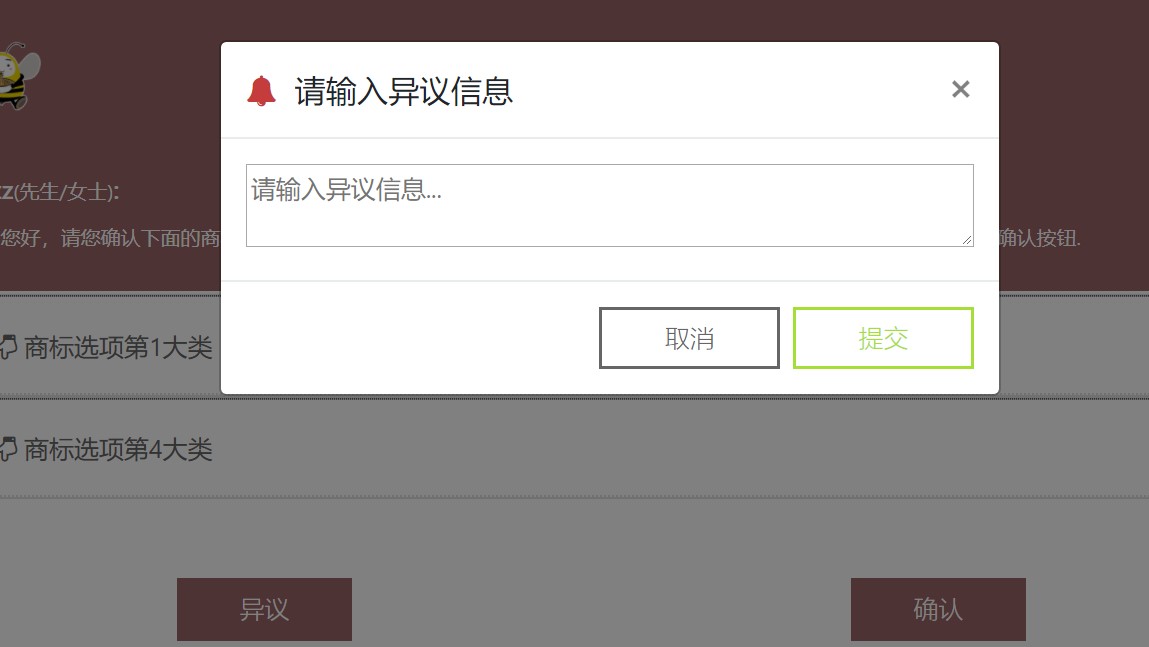 请输入异议信息
×
请输入异议信息...
z(先生/女士):
您好，请您确认下面的商
确认按钮.
取消
提交
商标选项第1大类
商标选项第4大类
异议
确认